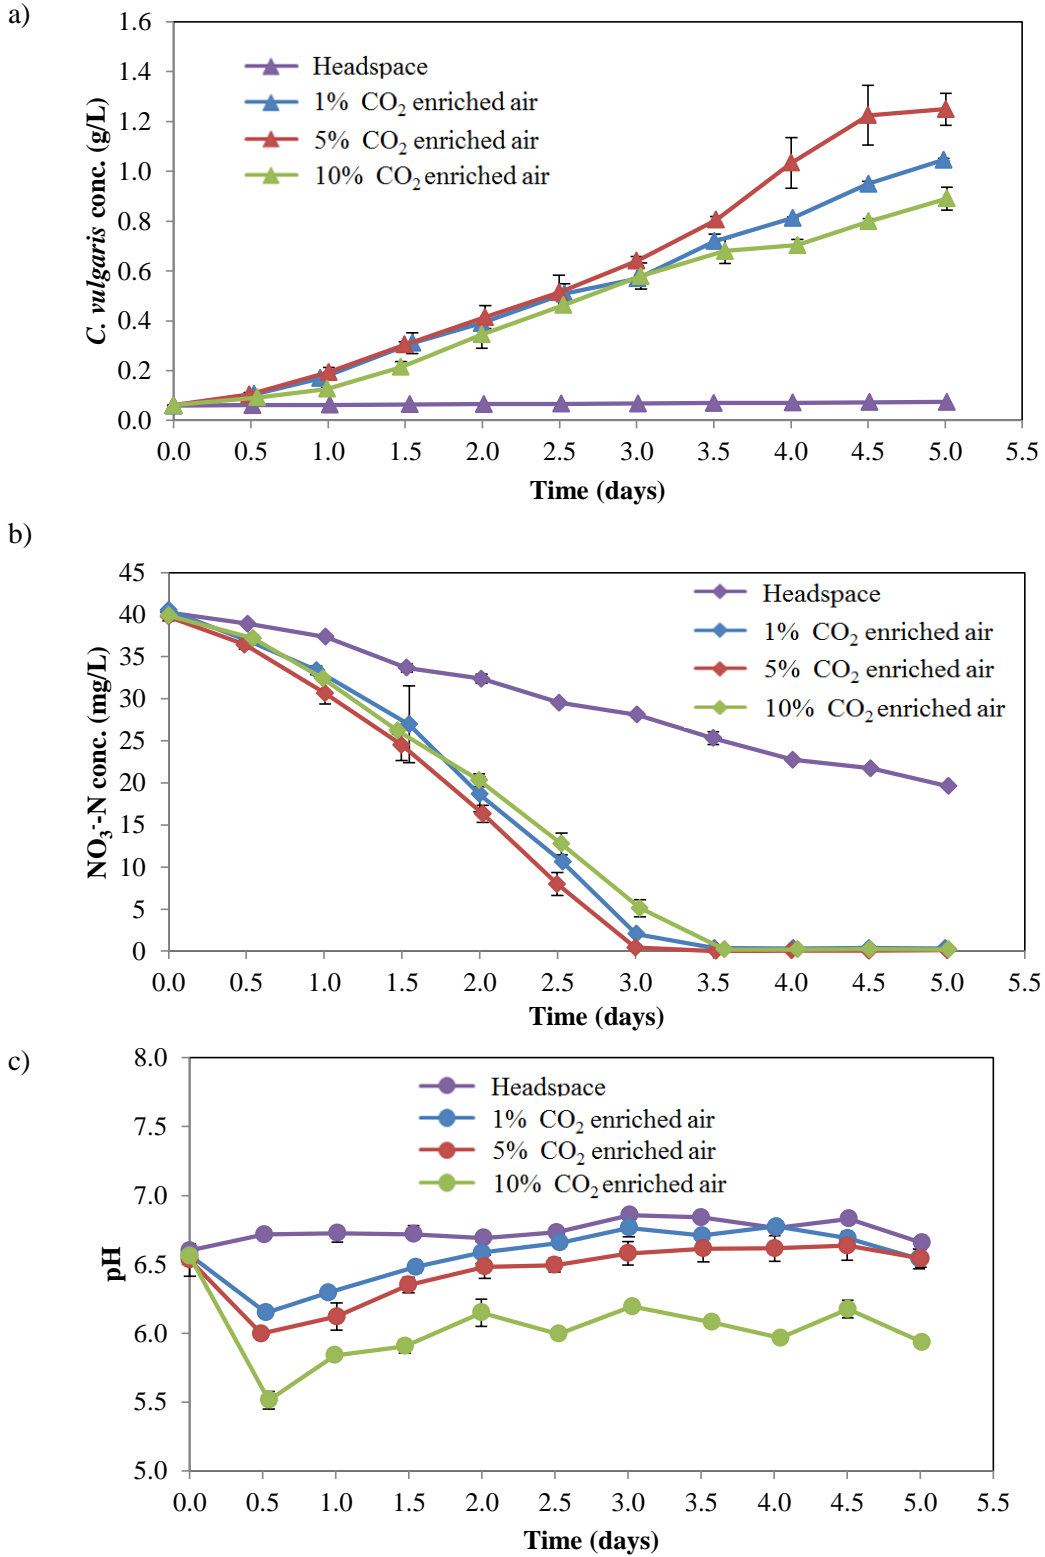 a)
1.6
1.4
1.2
1.0
0.8
0.6
0.4
0.2
0.0
C. vulgaris conc. (g/L)
Headspace
1% CO₂ enriched air
5% CO₂ enriched air
10% CO₂ enriched air
0.0 0.5 1.0 1.5 2.0 2.5 3.0 3.5 4.0 4.5 5.0 5.5
Time (days)
b)
45
40
35
30
25
20
15
10
5
0
NO₃⁻-N conc. (mg/L)
Headspace
1% CO₂ enriched air
5% CO₂ enriched air
10% CO₂ enriched air
0.0 0.5 1.0 1.5 2.0 2.5 3.0 3.5 4.0 4.5 5.0 5.5
Time (days)
c)
8.0
7.5
7.0
6.5
6.0
5.5
5.0
pH
Headspace
1% CO₂ enriched air
5% CO₂ enriched air
10% CO₂ enriched air
0.0 0.5 1.0 1.5 2.0 2.5 3.0 3.5 4.0 4.5 5.0 5.5
Time (days)